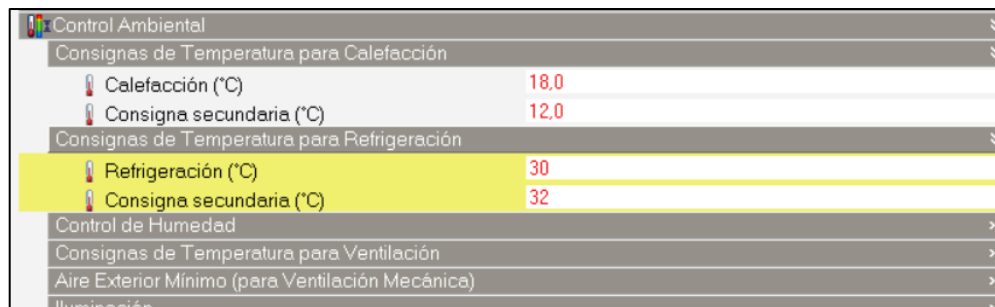 Control Ambiental
Consignas de Temperatura para Calefacción
Calefacción (°C) 18,0
Consigna secundaria (°C) 12,0
Consignas de Temperatura para Refrigeración
Refrigeración (°C) 30
Consigna secundaria (°C) 32
Control de Humedad
Consignas de Temperatura para Ventilación
Aire Exterior Mínimo (para Ventilación Mecánica)
Iluminación